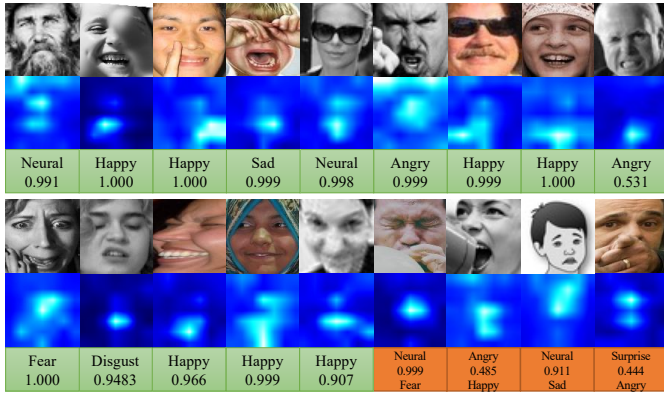 Neural Happy Happy Sad Neural Angry Happy Happy Angry
0.991 1.000 1.000 0.999 0.998 0.999 0.999 1.000 0.531
Fear Disgust Happy Happy Happy Neural Angry Neural Surprise
1.000 0.9483 0.966 0.999 0.907 0.999 0.485 0.911 0.444
Fear Happy Sad Angry